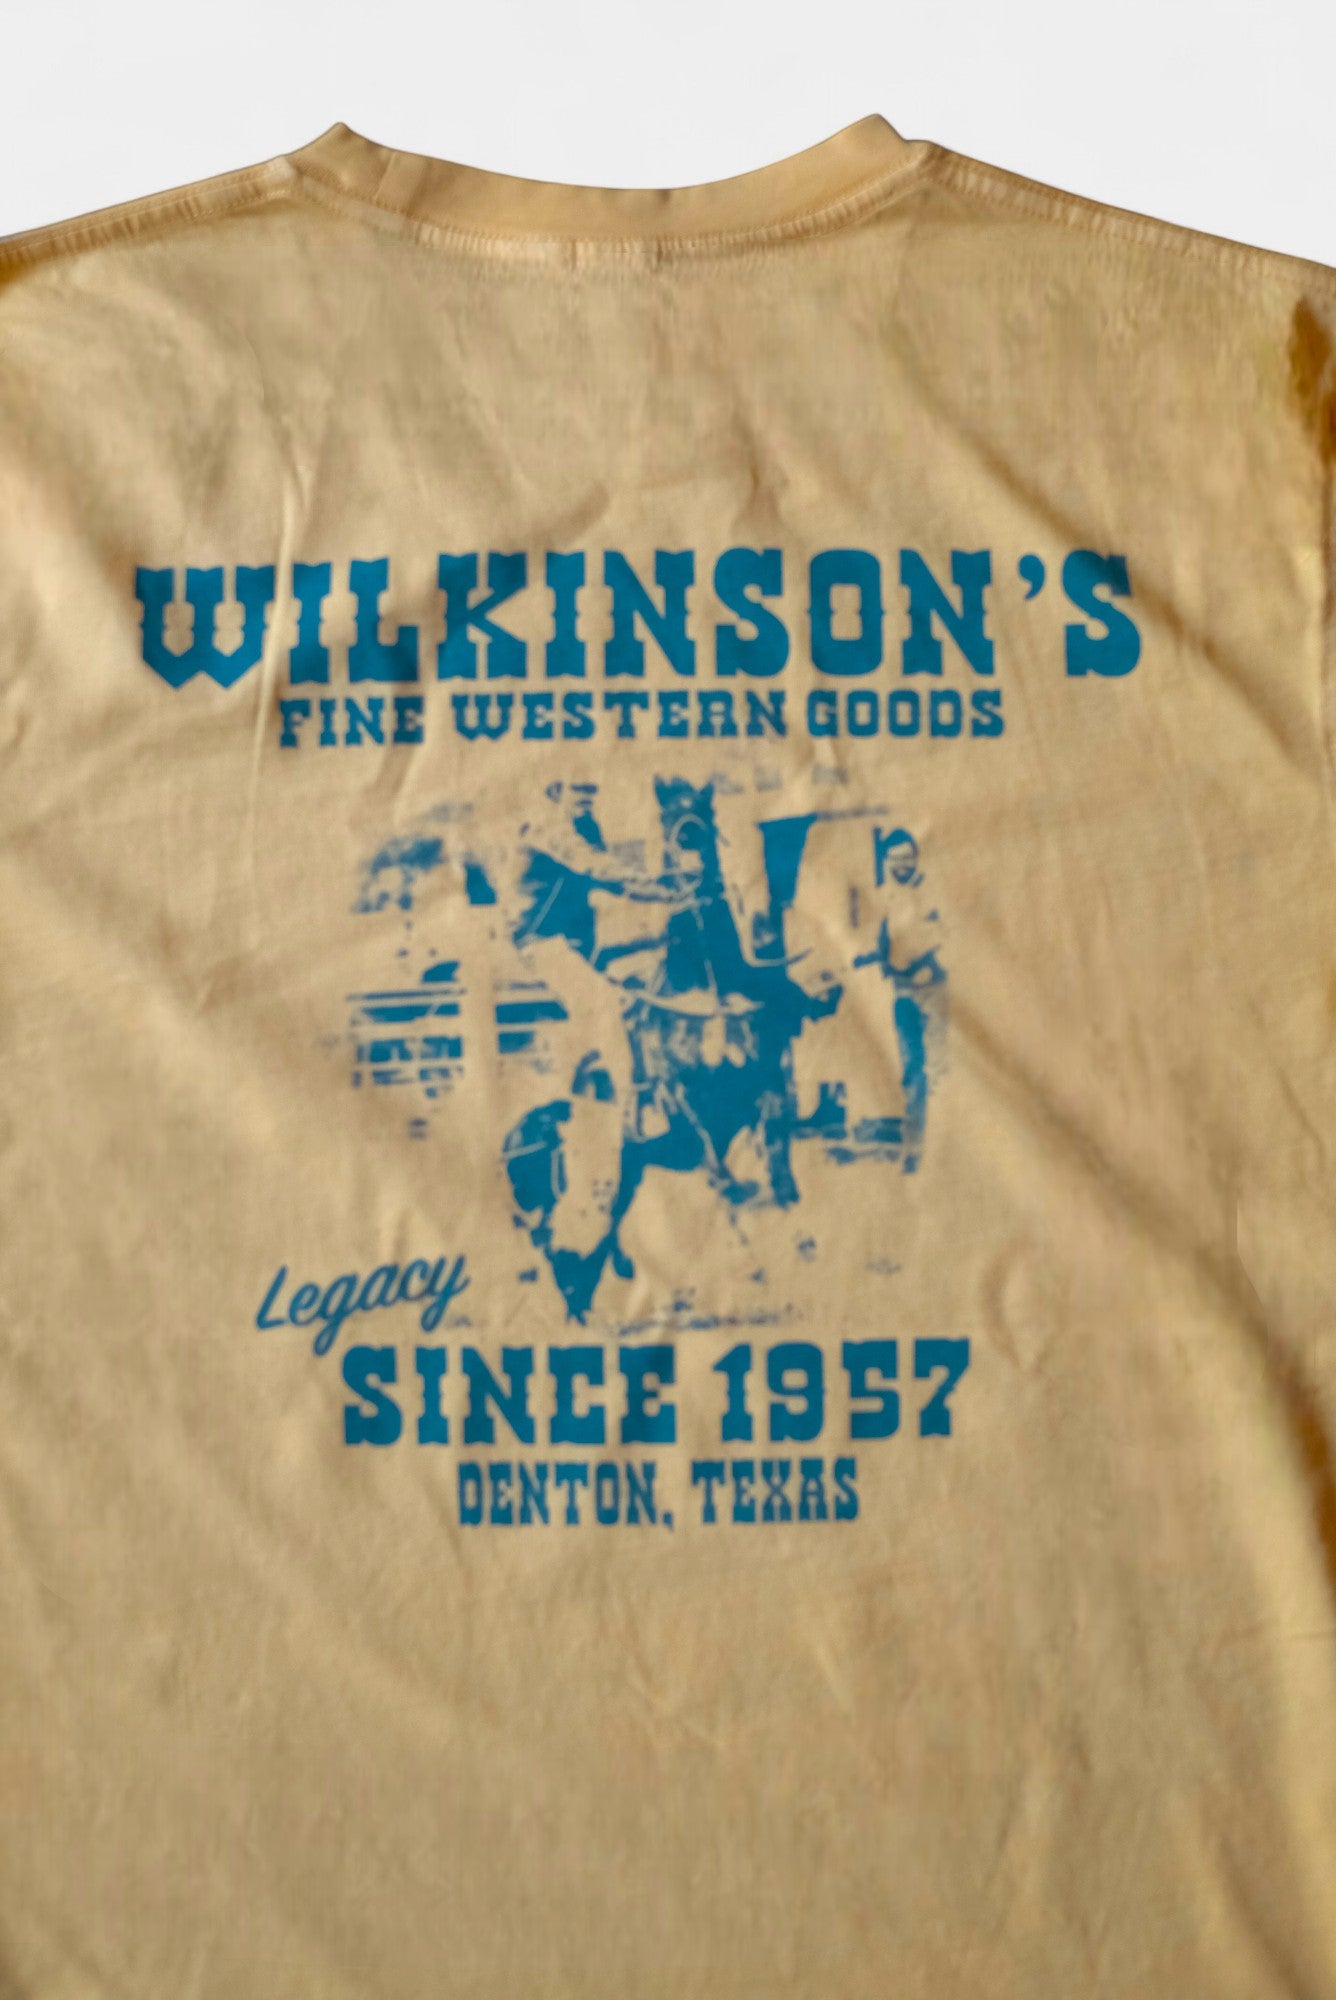 WILKINSON'S
FINE WESTERN GOODS
Legacy
SINCE 1957
DENTON, TEXAS